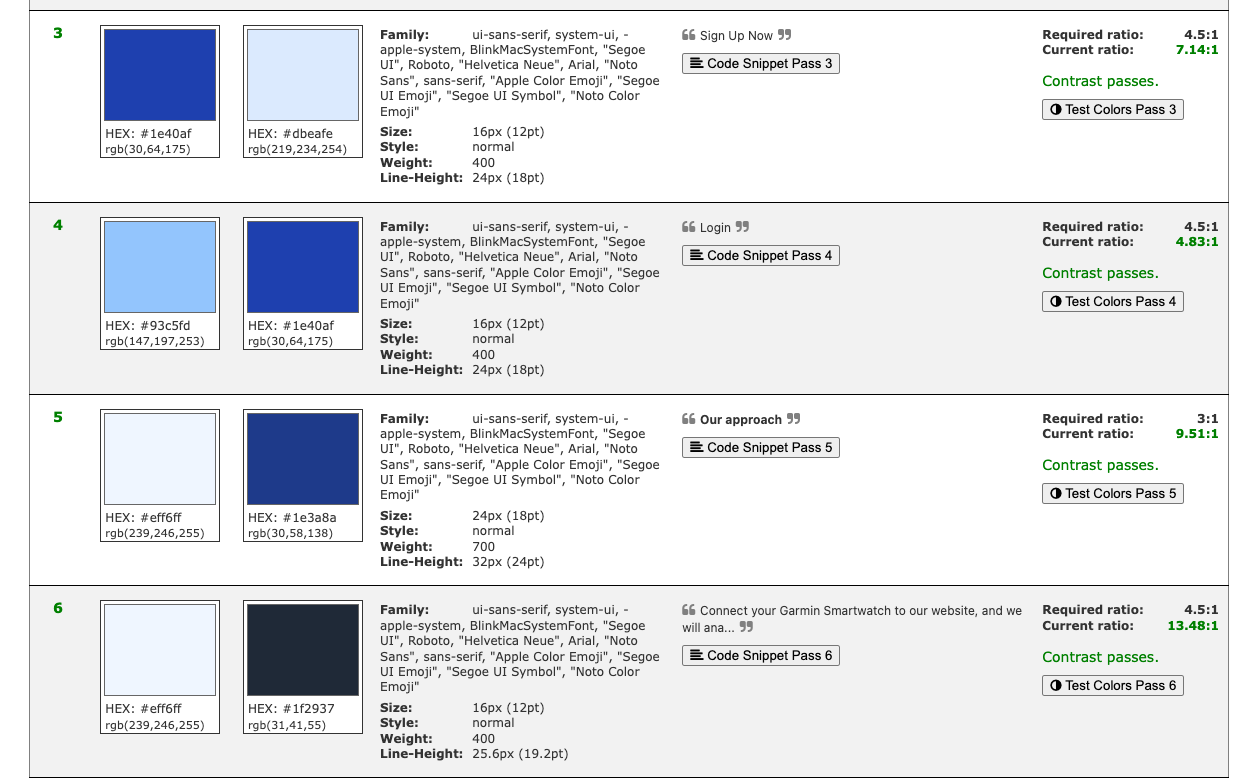 3
HEX: #1e40af
rgb(30,64,175)
HEX: #dbeafe
rgb(219,234,254)
Family: ui-sans-serif, system-ui, -
apple-system, BlinkMacSystemFont, "Segoe
UI", Roboto, "Helvetica Neue", Arial, "Noto
Sans", sans-serif, "Apple Color Emoji", "Segoe
UI Emoji", "Segoe UI Symbol", "Noto Color
Emoji"
Size: 16px (12pt)
Style: normal
Weight: 400
Line-Height: 24px (18pt)
❝ Sign Up Now ❞
Code Snippet Pass 3
Required ratio: 4.5:1
Current ratio: 7.14:1
Contrast passes.
Test Colors Pass 3
4
HEX: #93c5fd
rgb(147,197,253)
HEX: #1e40af
rgb(30,64,175)
Family: ui-sans-serif, system-ui, -
apple-system, BlinkMacSystemFont, "Segoe
UI", Roboto, "Helvetica Neue", Arial, "Noto
Sans", sans-serif, "Apple Color Emoji", "Segoe
UI Emoji", "Segoe UI Symbol", "Noto Color
Emoji"
Size: 16px (12pt)
Style: normal
Weight: 400
Line-Height: 24px (18pt)
❝ Login ❞
Code Snippet Pass 4
Required ratio: 4.5:1
Current ratio: 4.83:1
Contrast passes.
Test Colors Pass 4
5
HEX: #eff6ff
rgb(239,246,255)
HEX: #1e3a8a
rgb(30,58,138)
Family: ui-sans-serif, system-ui, -
apple-system, BlinkMacSystemFont, "Segoe
UI", Roboto, "Helvetica Neue", Arial, "Noto
Sans", sans-serif, "Apple Color Emoji", "Segoe
UI Emoji", "Segoe UI Symbol", "Noto Color
Emoji"
Size: 24px (18pt)
Style: normal
Weight: 700
Line-Height: 32px (24pt)
❝ Our approach ❞
Code Snippet Pass 5
Required ratio: 3:1
Current ratio: 9.51:1
Contrast passes.
Test Colors Pass 5
6
HEX: #eff6ff
rgb(239,246,255)
HEX: #1f2937
rgb(31,41,55)
Family: ui-sans-serif, system-ui, -
apple-system, BlinkMacSystemFont, "Segoe
UI", Roboto, "Helvetica Neue", Arial, "Noto
Sans", sans-serif, "Apple Color Emoji", "Segoe
UI Emoji", "Segoe UI Symbol", "Noto Color
Emoji"
Size: 16px (12pt)
Style: normal
Weight: 400
Line-Height: 25.6px (19.2pt)
❝ Connect your Garmin Smartwatch to our website, and we
will ana... ❞
Code Snippet Pass 6
Required ratio: 4.5:1
Current ratio: 13.48:1
Contrast passes.
Test Colors Pass 6